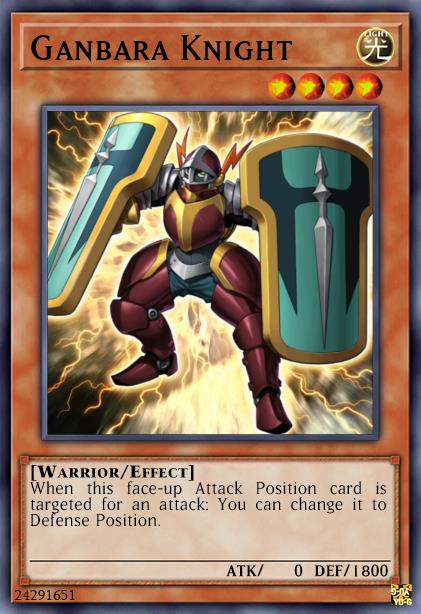 Ganbara Knight
LIGHT
光
[Warrior/Effect]
When this face-up Attack Position card is
targeted for an attack: You can change it to
Defense Position.
ATK/ 0 DEF/1800
24291651